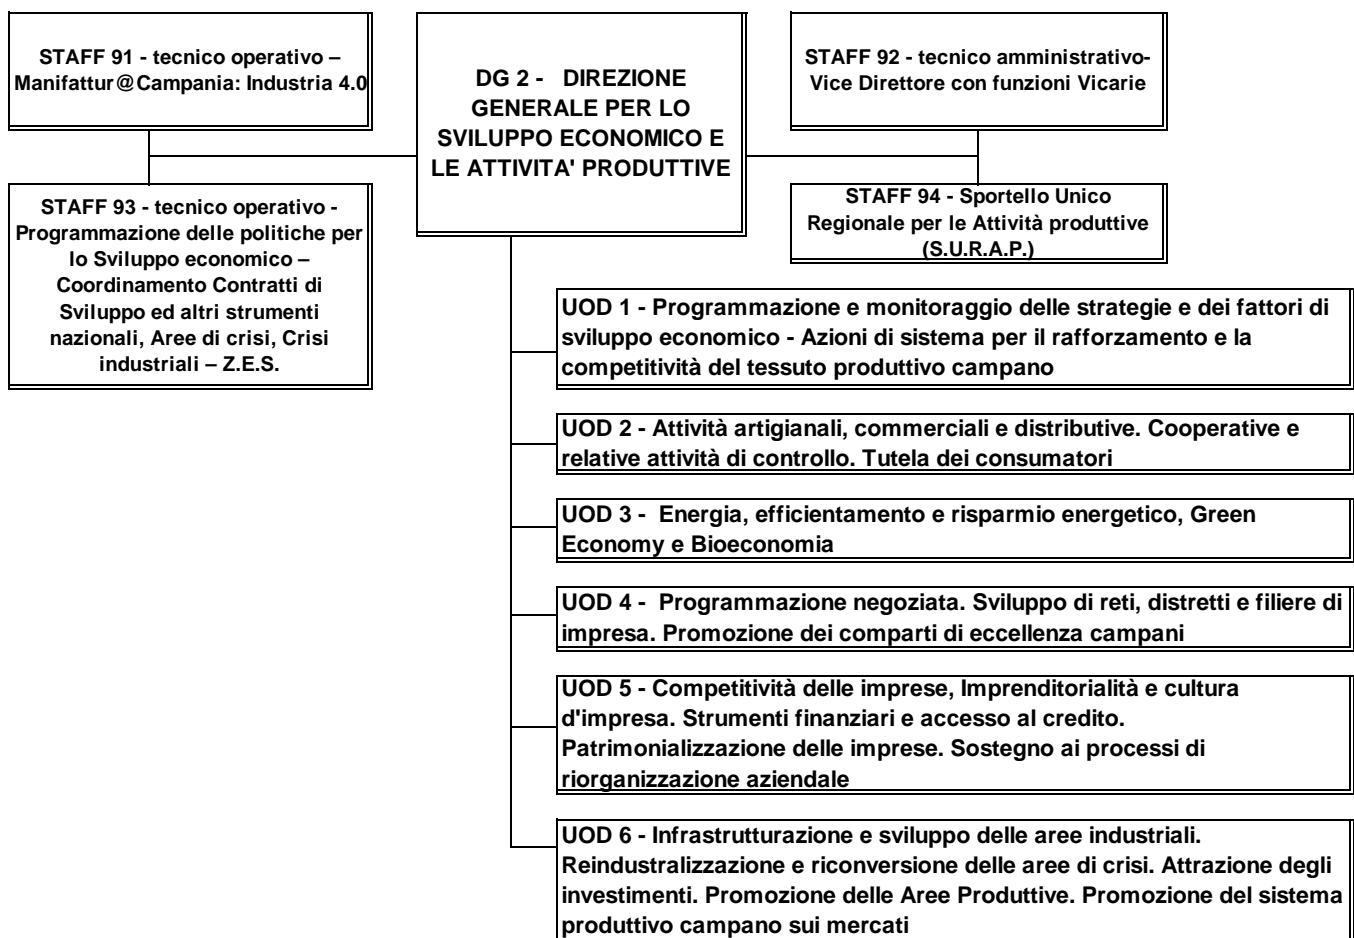 STAFF 91 - tecnico operativo –
Manifattur@Campania: Industria 4.0
DG 2 - DIREZIONE
GENERALE PER LO
SVILUPPO ECONOMICO E
LE ATTIVITA' PRODUTTIVE
STAFF 92 - tecnico amministrativo-
Vice Direttore con funzioni Vicarie
STAFF 93 - tecnico operativo -
Programmazione delle politiche per
lo Sviluppo economico –
Coordinamento Contratti di
Sviluppo ed altri strumenti
nazionali, Aree di crisi, Crisi
industriali – Z.E.S.
STAFF 94 - Sportello Unico
Regionale per le Attività produttive
(S.U.R.A.P.)
UOD 1 - Programmazione e monitoraggio delle strategie e dei fattori di
sviluppo economico - Azioni di sistema per il rafforzamento e la
competitività del tessuto produttivo campano
UOD 2 - Attività artigianali, commerciali e distributive. Cooperative e
relative attività di controllo. Tutela dei consumatori
UOD 3 - Energia, efficientamento e risparmio energetico, Green
Economy e Bioeconomia
UOD 4 - Programmazione negoziata. Sviluppo di reti, distretti e filiere di
impresa. Promozione dei comparti di eccellenza campani
UOD 5 - Competitività delle imprese, Imprenditorialità e cultura
d'impresa. Strumenti finanziari e accesso al credito.
Patrimonializzazione delle imprese. Sostegno ai processi di
riorganizzazione aziendale
UOD 6 - Infrastrutturazione e sviluppo delle aree industriali.
Reindustralizzazione e riconversione delle aree di crisi. Attrazione degli
investimenti. Promozione delle Aree Produttive. Promozione del sistema
produttivo campano sui mercati